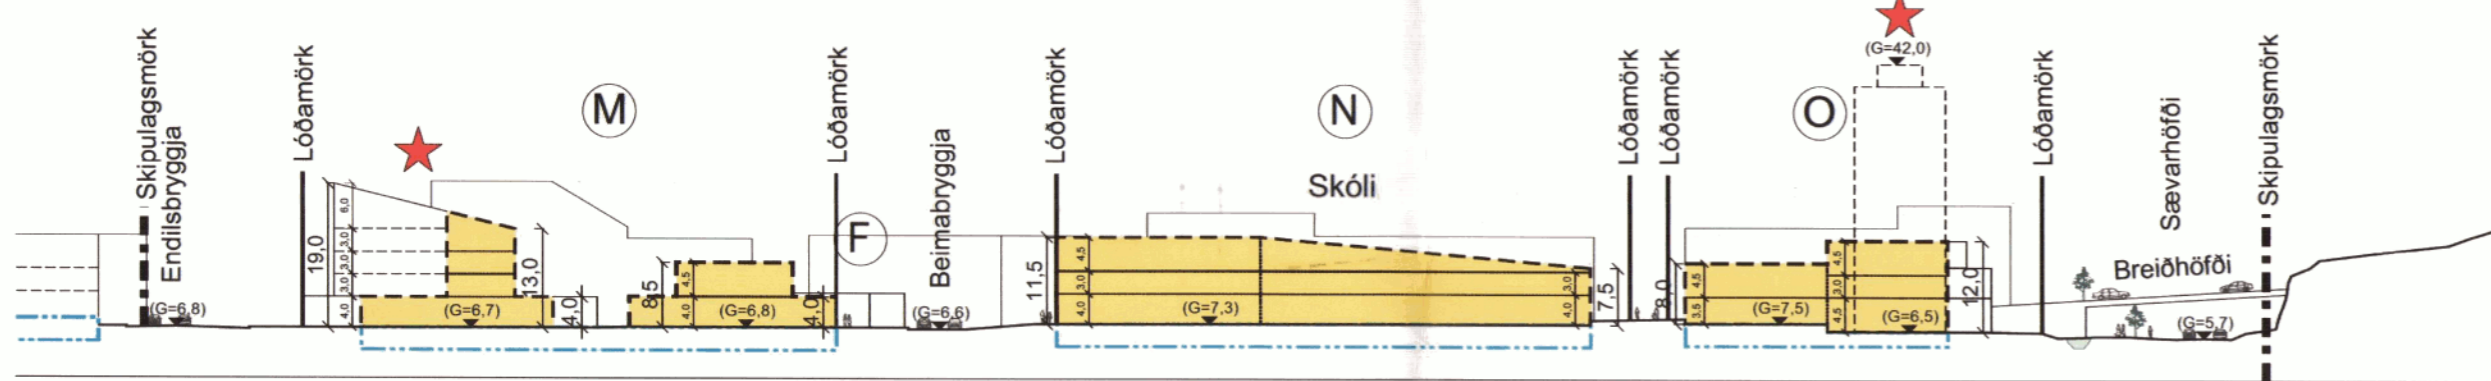 Skipulagsmörk
Endilsbryggja
(G=6,8)
Lóðamörk
19,0
6,0
3,0
3,0
3,0
4,0
(G=6,7)
13,0
4,0
M
8,5
4,5
4,0
(G=6,8)
4,0
Lóðamörk
F
Beimabryggja
(G=6,6)
Lóðamörk
11,5
4,5
3,0
4,0
(G=7,3)
N
Skóli
3,0
4,0
7,5
Lóðamörk
Lóðamörk
8,0
4,5
3,5
(G=7,5)
O
4,5
3,0
4,5
(G=6,5)
(G=42,0)
12,0
Lóðamörk
Sævarhöfði
Breiðhöfði
(G=5,7)
Skipulagsmörk